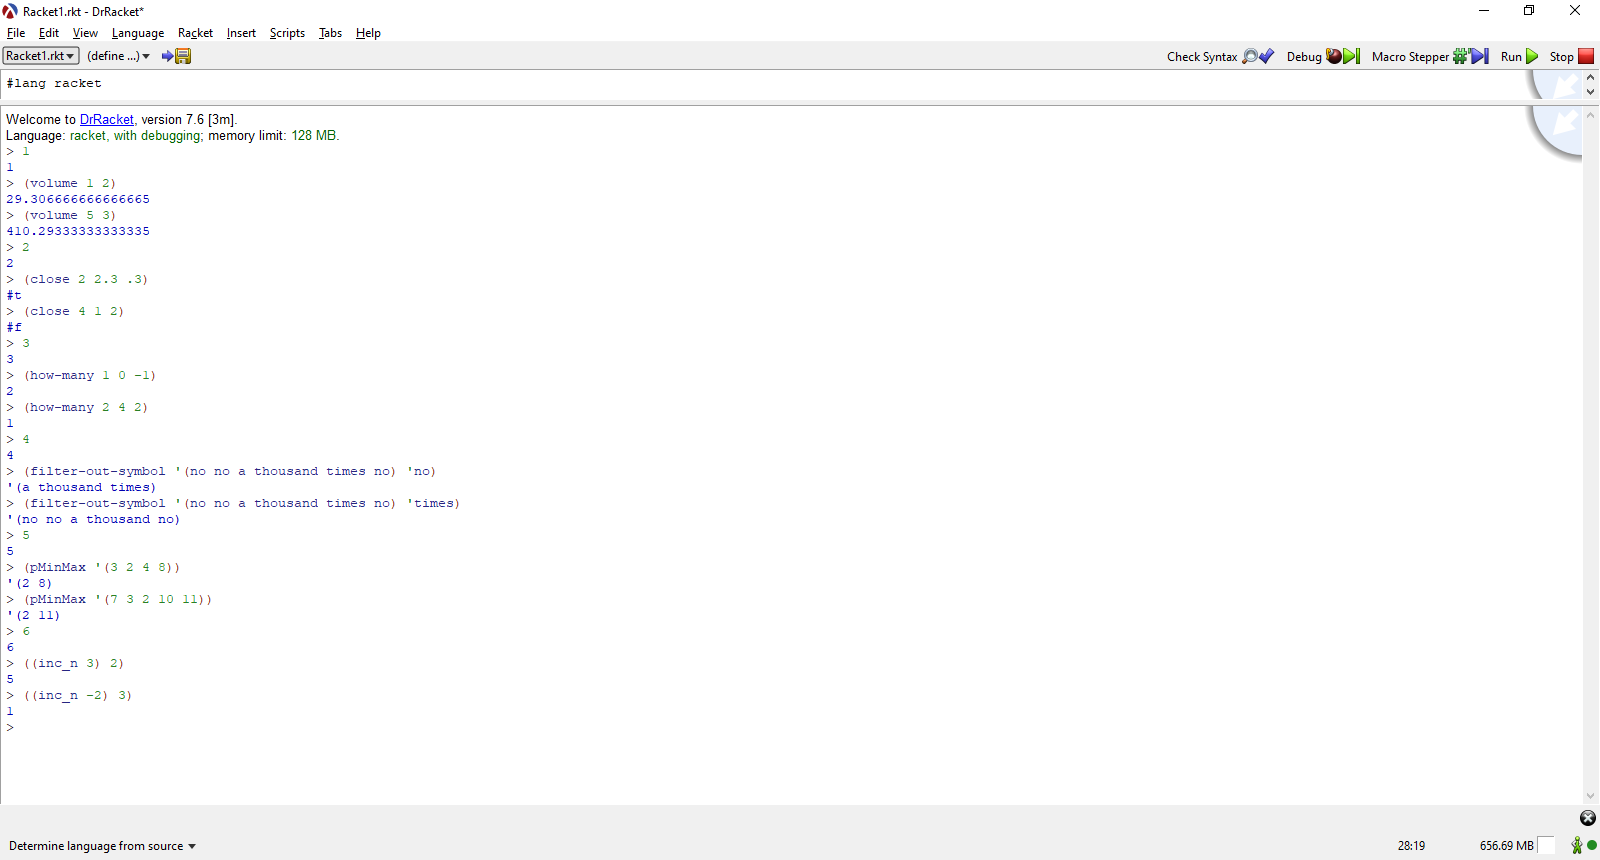 Racket1.rkt - DrRacket*
File Edit View Language Racket Insert Scripts Tabs Help
Racket1.rkt (define ...) Check Syntax Debug Macro Stepper Run Stop
#lang racket
Welcome to DrRacket, version 7.6 [3m].
Language: racket, with debugging; memory limit: 128 MB.
> 1
1
> (volume 1 2)
29.306666666666665
> (volume 5 3)
410.29333333333335
> 2
2
> (close 2 2.3 .3)
#t
> (close 4 1 2)
#f
> 3
3
> (how-many 1 0 -1)
2
> (how-many 2 4 2)
1
> 4
4
> (filter-out-symbol '(no no a thousand times no) 'no)
'(a thousand times)
> (filter-out-symbol '(no no a thousand times no) 'times)
'(no no a thousand no)
> 5
5
> (pMinMax '(3 2 4 8))
'(2 8)
> (pMinMax '(7 3 2 10 11))
'(2 11)
> 6
6
> ((inc_n 3) 2)
5
> ((inc_n -2) 3)
1
>
Determine language from source 28:19 656.69 MB